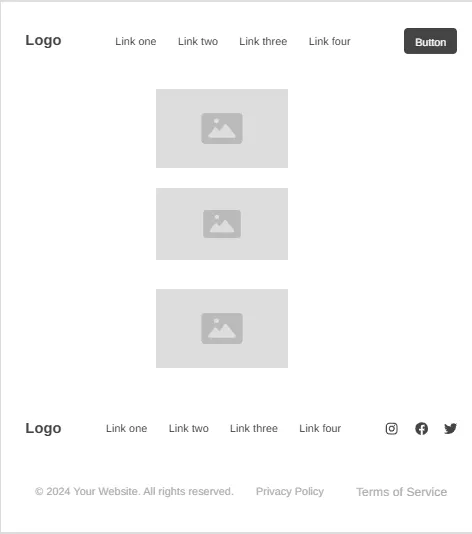 Logo Link one Link two Link three Link four Button
Logo Link one Link two Link three Link four
© 2024 Your Website. All rights reserved. Privacy Policy Terms of Service